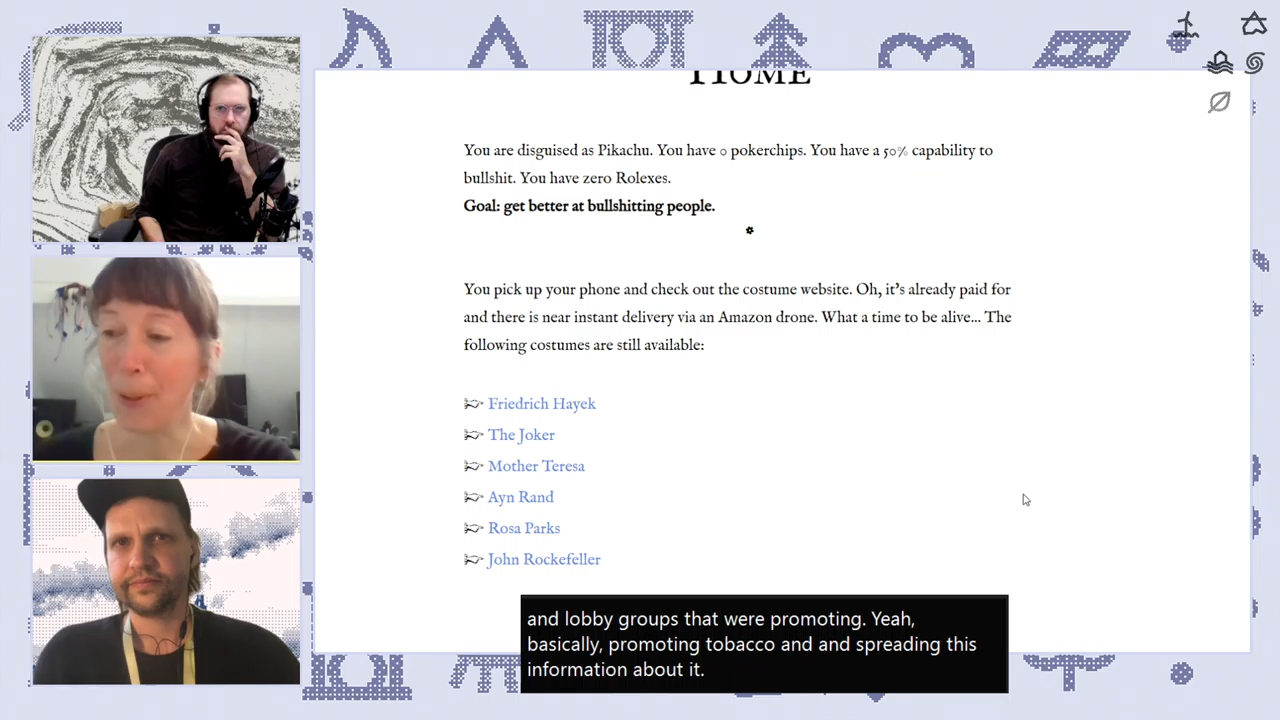 HOME
You are disguised as Pikachu. You have 0 pokerchips. You have a 50% capability to
bullshit. You have zero Rolexes.
Goal: get better at bullshitting people.
You pick up your phone and check out the costume website. Oh, it's already paid for
and there is near instant delivery via an Amazon drone. What a time to be alive... The
following costumes are still available:
Friedrich Hayek
The Joker
Mother Teresa
Ayn Rand
Rosa Parks
John Rockefeller
and lobby groups that were promoting. Yeah,
basically, promoting tobacco and and spreading this
information about it.